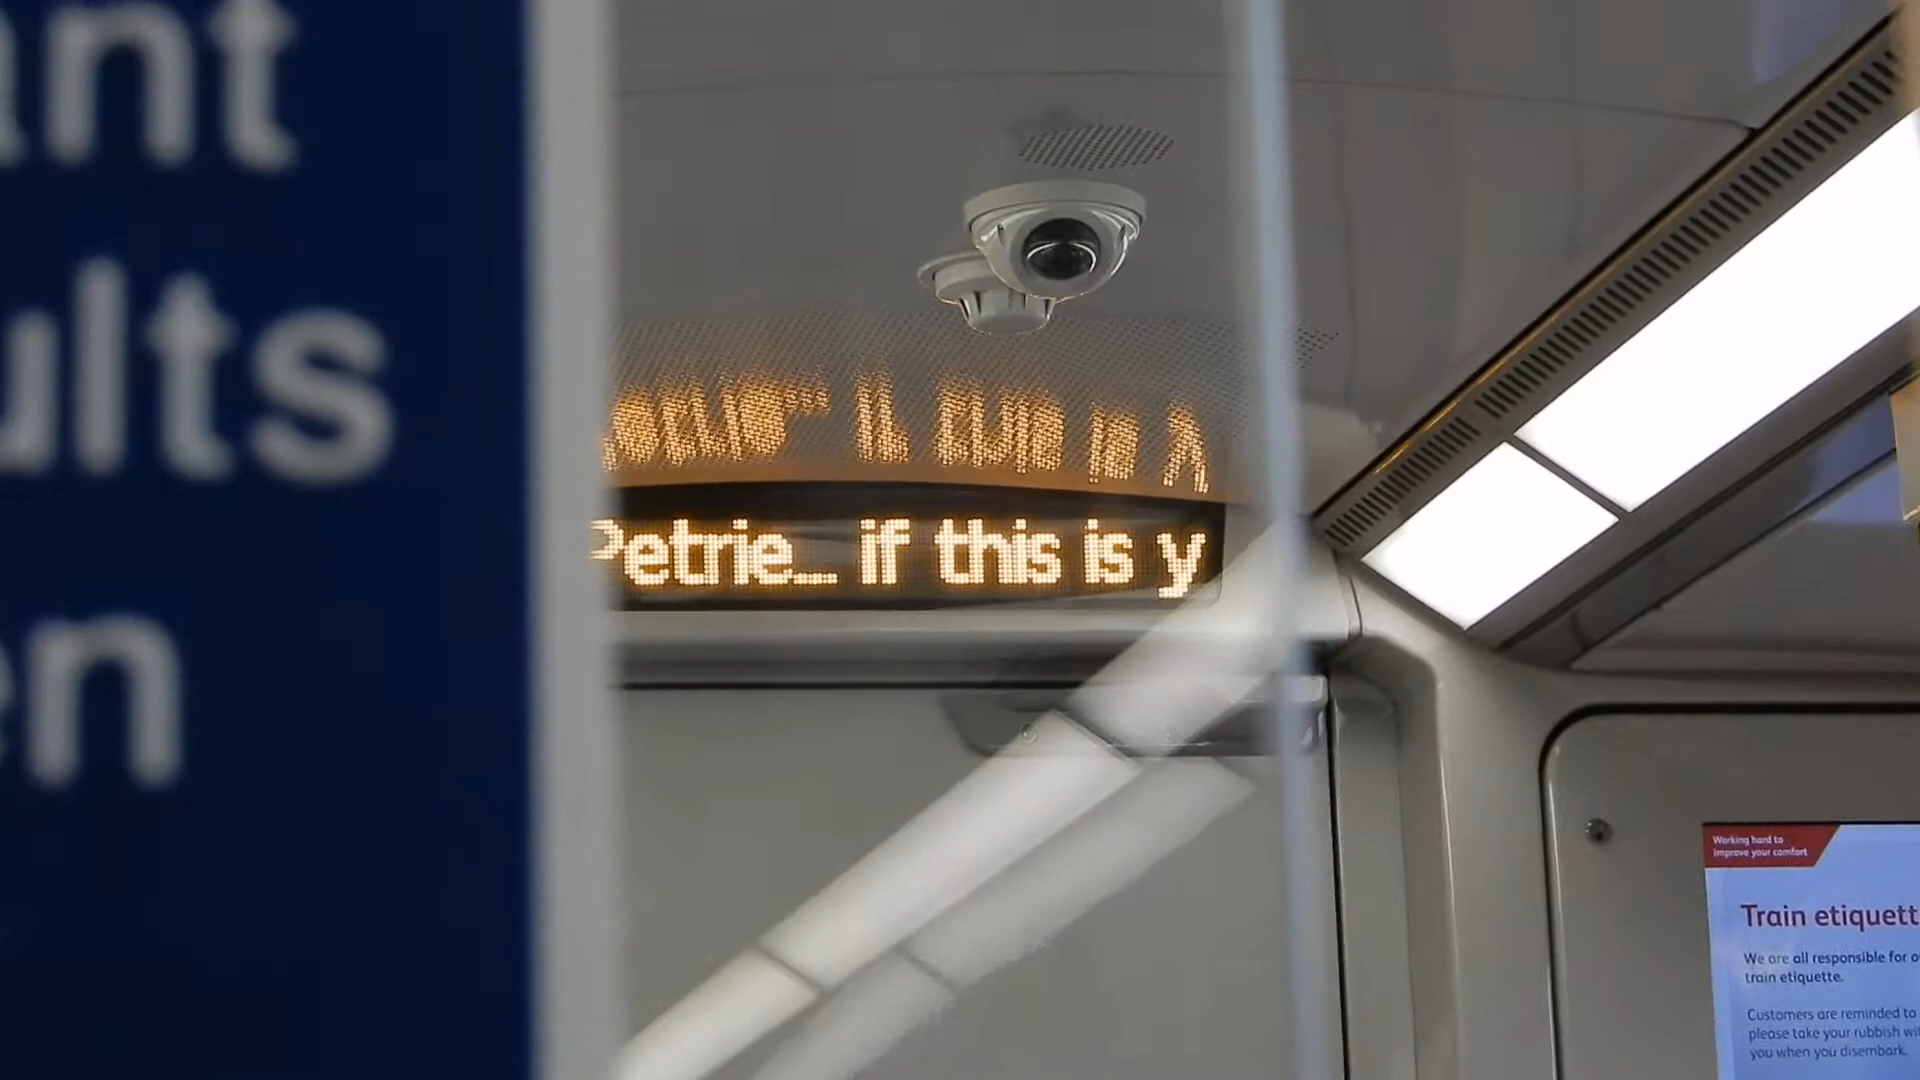 Petrie... if this is y
Working hard to
improve your comfort
Train etiquett
We are all responsible for o
train etiquette.
Customers are reminded to
please take your rubbish wi
you when you disembark.
ant
ults
en